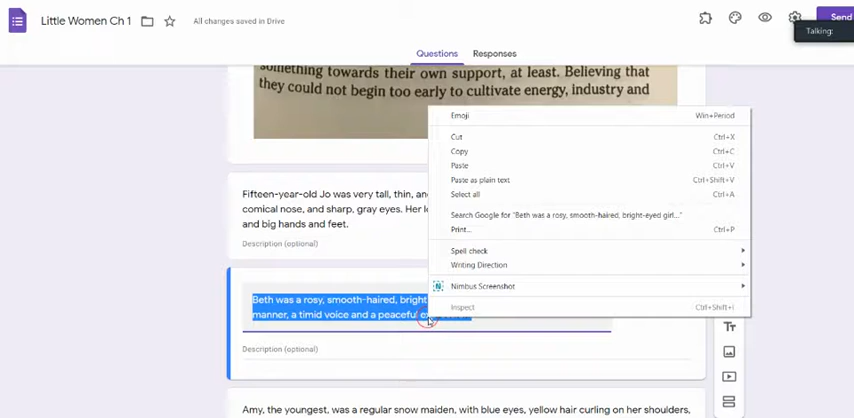 Little Women Ch 1
All changes saved in Drive
Send
Talking:
Questions Responses
something towards their own support, at least. Believing that
they could not begin too early to cultivate energy, industry and
Emoji Win+Period
Cut Ctrl+X
Copy Ctrl+C
Paste Ctrl+V
Paste as plain text Ctrl+Shift+V
Select all Ctrl+A
Search Google for "Beth was a rosy, smooth-haired, bright-eyed girl..."
Print... Ctrl+P
Spell check
Writing Direction
N Nimbus Screenshot
Inspect Ctrl+Shift+I
Fifteen-year-old Jo was very tall, thin, and
comical nose, and sharp, gray eyes. Her lo
and big hands and feet.
Description (optional)
Beth was a rosy, smooth-haired, bright
manner, a timid voice and a peaceful
Description (optional)
Tт
Amy, the youngest, was a regular snow maiden, with blue eyes, yellow hair curling on her shoulders,